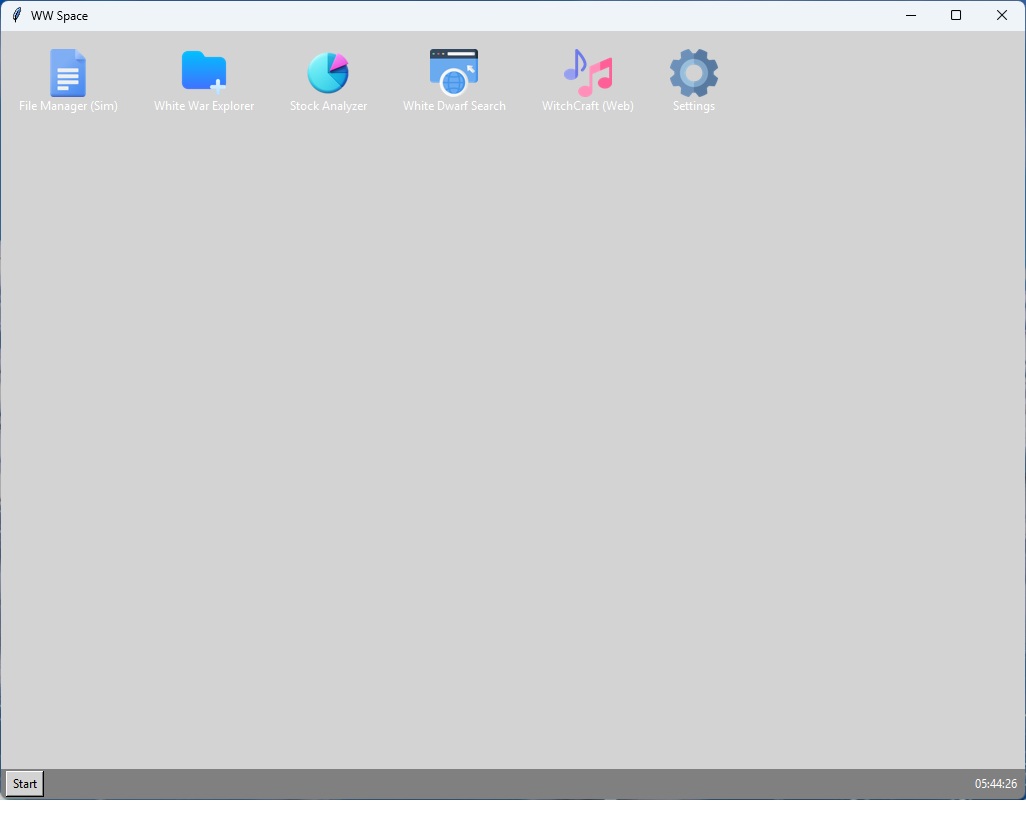 WW Space
File Manager (Sim)
White War Explorer
Stock Analyzer
White Dwarf Search
WitchCraft (Web)
Settings
Start
05:44:26